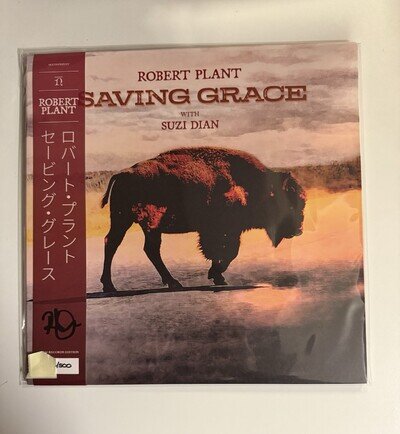 ROBERT
PLANT
ロバート・プラント
セービング・グレース
/500
ROBERT PLANT
SAVING GRACE
WITH
SUZI DIAN